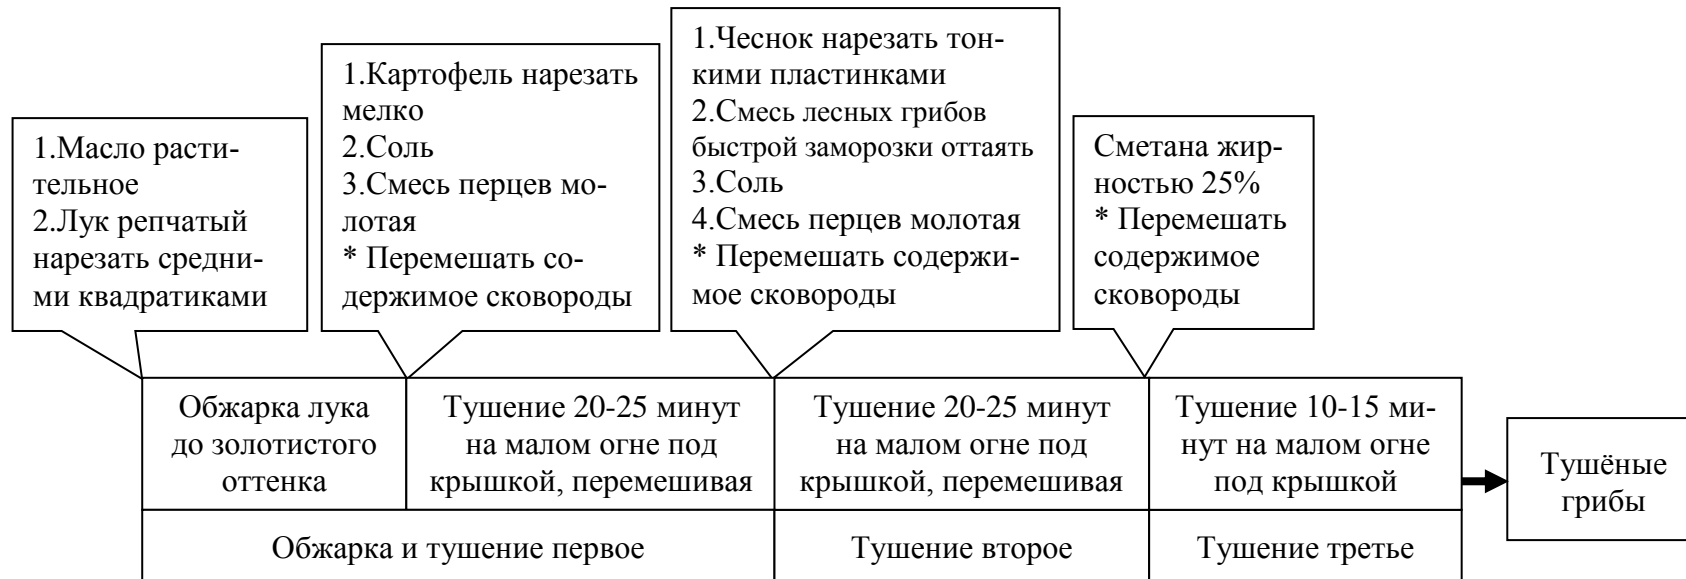 1.Масло расти-
тельное
2.Лук репчатый
нарезать средни-
ми квадратиками
1.Картофель нарезать
мелко
2.Соль
3.Смесь перцев мо-
лотая
* Перемешать со-
держимое сковороды
1.Чеснок нарезать тон-
кими пластинками
2.Смесь лесных грибов
быстрой заморозки оттаять
3.Соль
4.Смесь перцев молотая
* Перемешать содержи-
мое сковороды
Сметана жир-
ностью 25%
* Перемешать
содержимое
сковороды
Обжарка лука
до золотистого
оттенка
Тушение 20-25 минут
на малом огне под
крышкой, перемешивая
Тушение 20-25 минут
на малом огне под
крышкой, перемешивая
Тушение 10-15 ми-
нут на малом огне
под крышкой
Тушёные
грибы
Обжарка и тушение первое
Тушение второе
Тушение третье